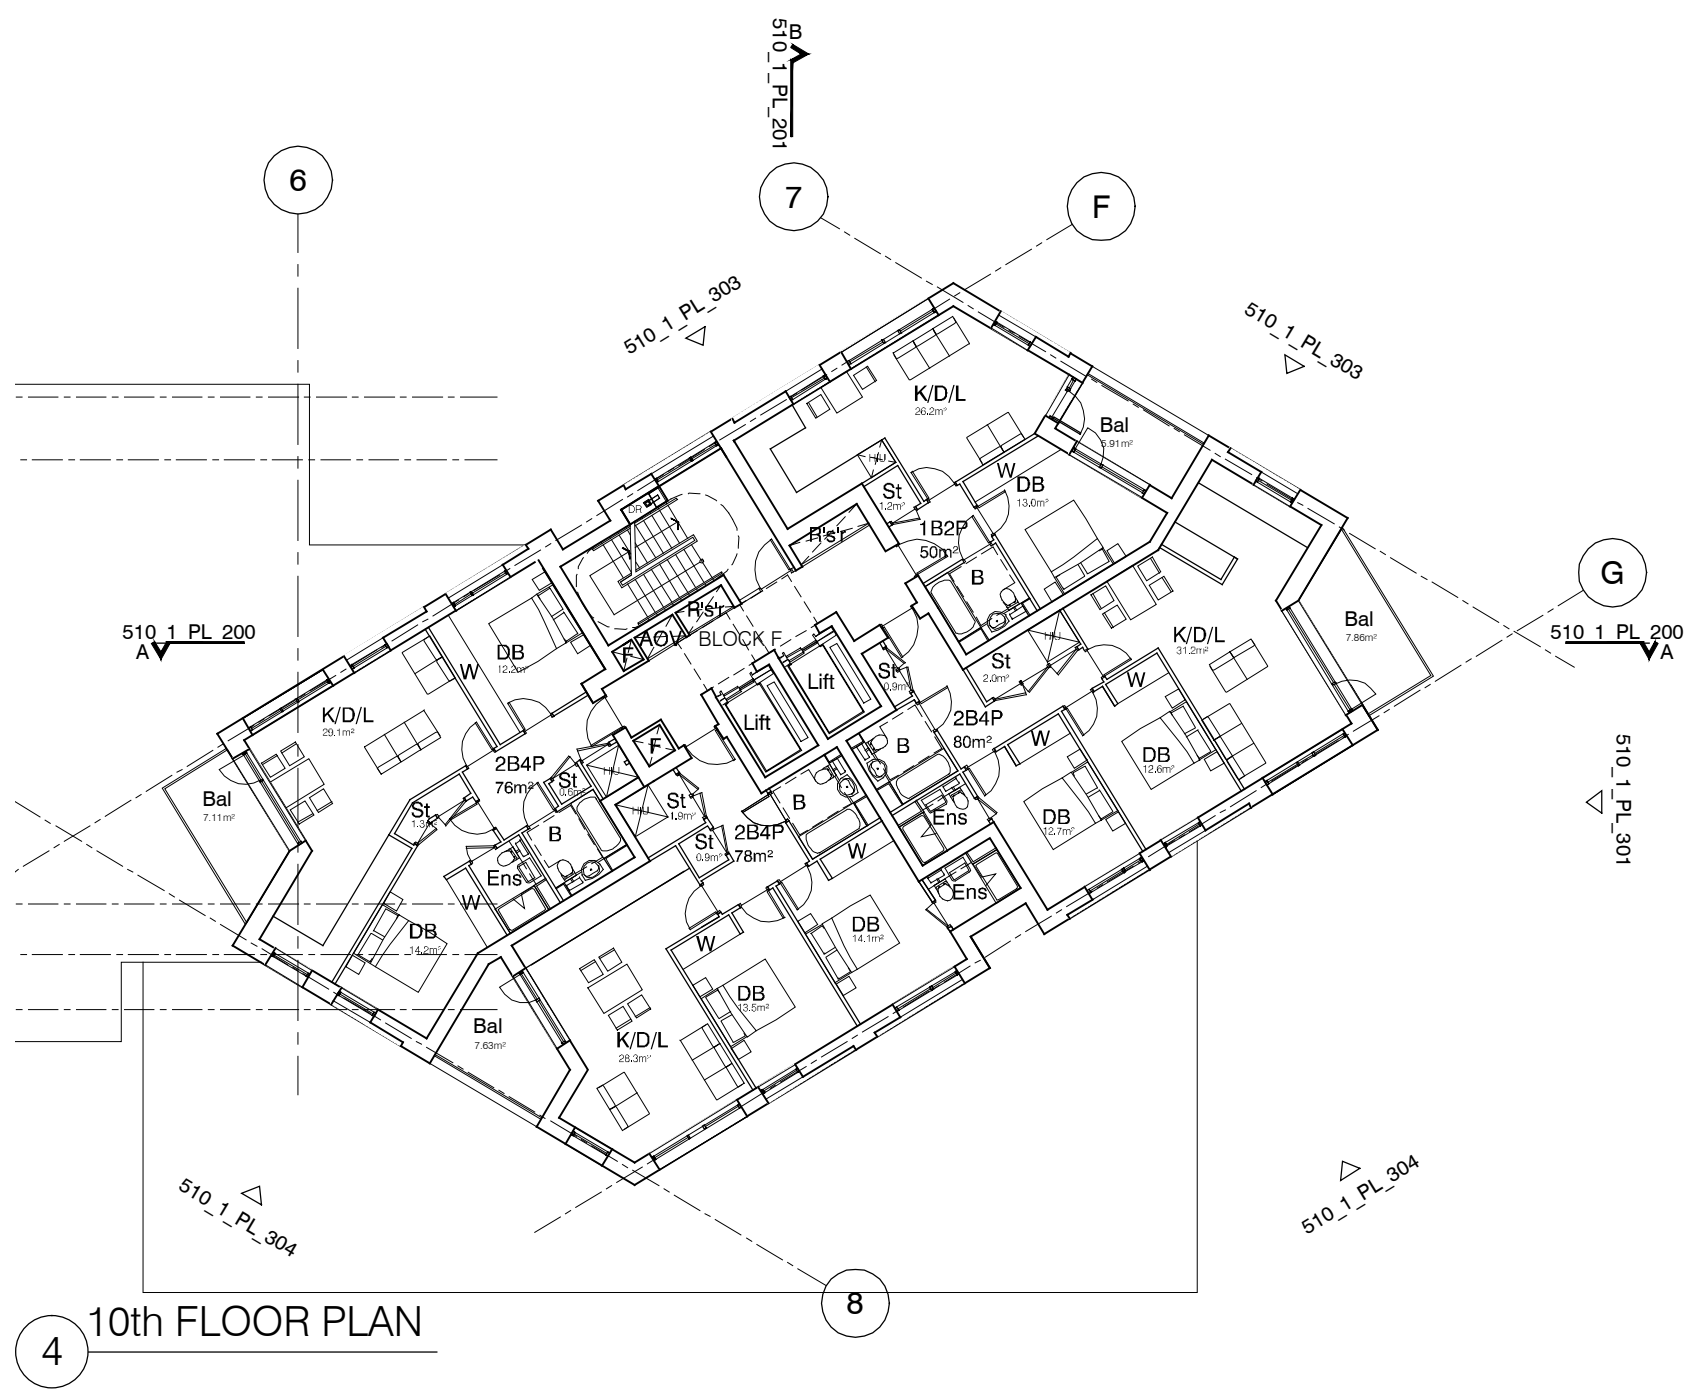 B
510_1_PL_201
6
7
F
510_1_PL_303
510_1_PL_303
K/D/L
26.2m²
Bal
5.91m²
H/U
W
DB
13.0m²
St
1.2m²
DR
R's'r
1B2P
50m²
G
B
R's'r
AOV
BLOCK F
F
H/U
K/D/L
31.2m²
Bal
7.86m²
510_1_PL_200
A
510_1_PL_200
A
DB
12.2m²
W
St
2.0m²
St
0.9m²
Lift
W
K/D/L
29.1m²
Lift
2B4P
80m²
W
B
F
DB
12.6m²
2B4P
76m²
H/U
St
0.6m²
Bal
7.11m²
St
1.3m²
H/U
St
1.9m²
B
Ens
DB
12.7m²
510_1_PL_301
B
2B4P
78m²
St
0.9m²
W
Ens
Ens
W
DB
14.2m²
DB
14.1m²
W
DB
13.5m²
Bal
7.63m²
K/D/L
28.3m²
510_1_PL_304
510_1_PL_304
8
4
10th FLOOR PLAN